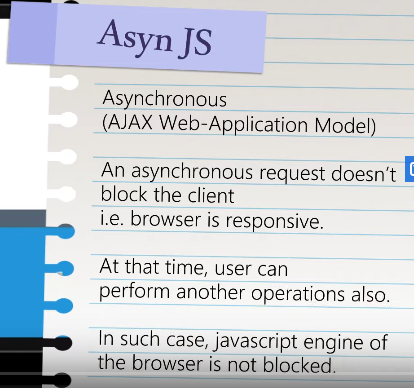 Asyn JS
Asynchronous
(AJAX Web-Application Model)
An asynchronous request doesn't
block the client
i.e. browser is responsive.
At that time, user can
perform another operations also.
In such case, javascript engine of
the browser is not blocked.